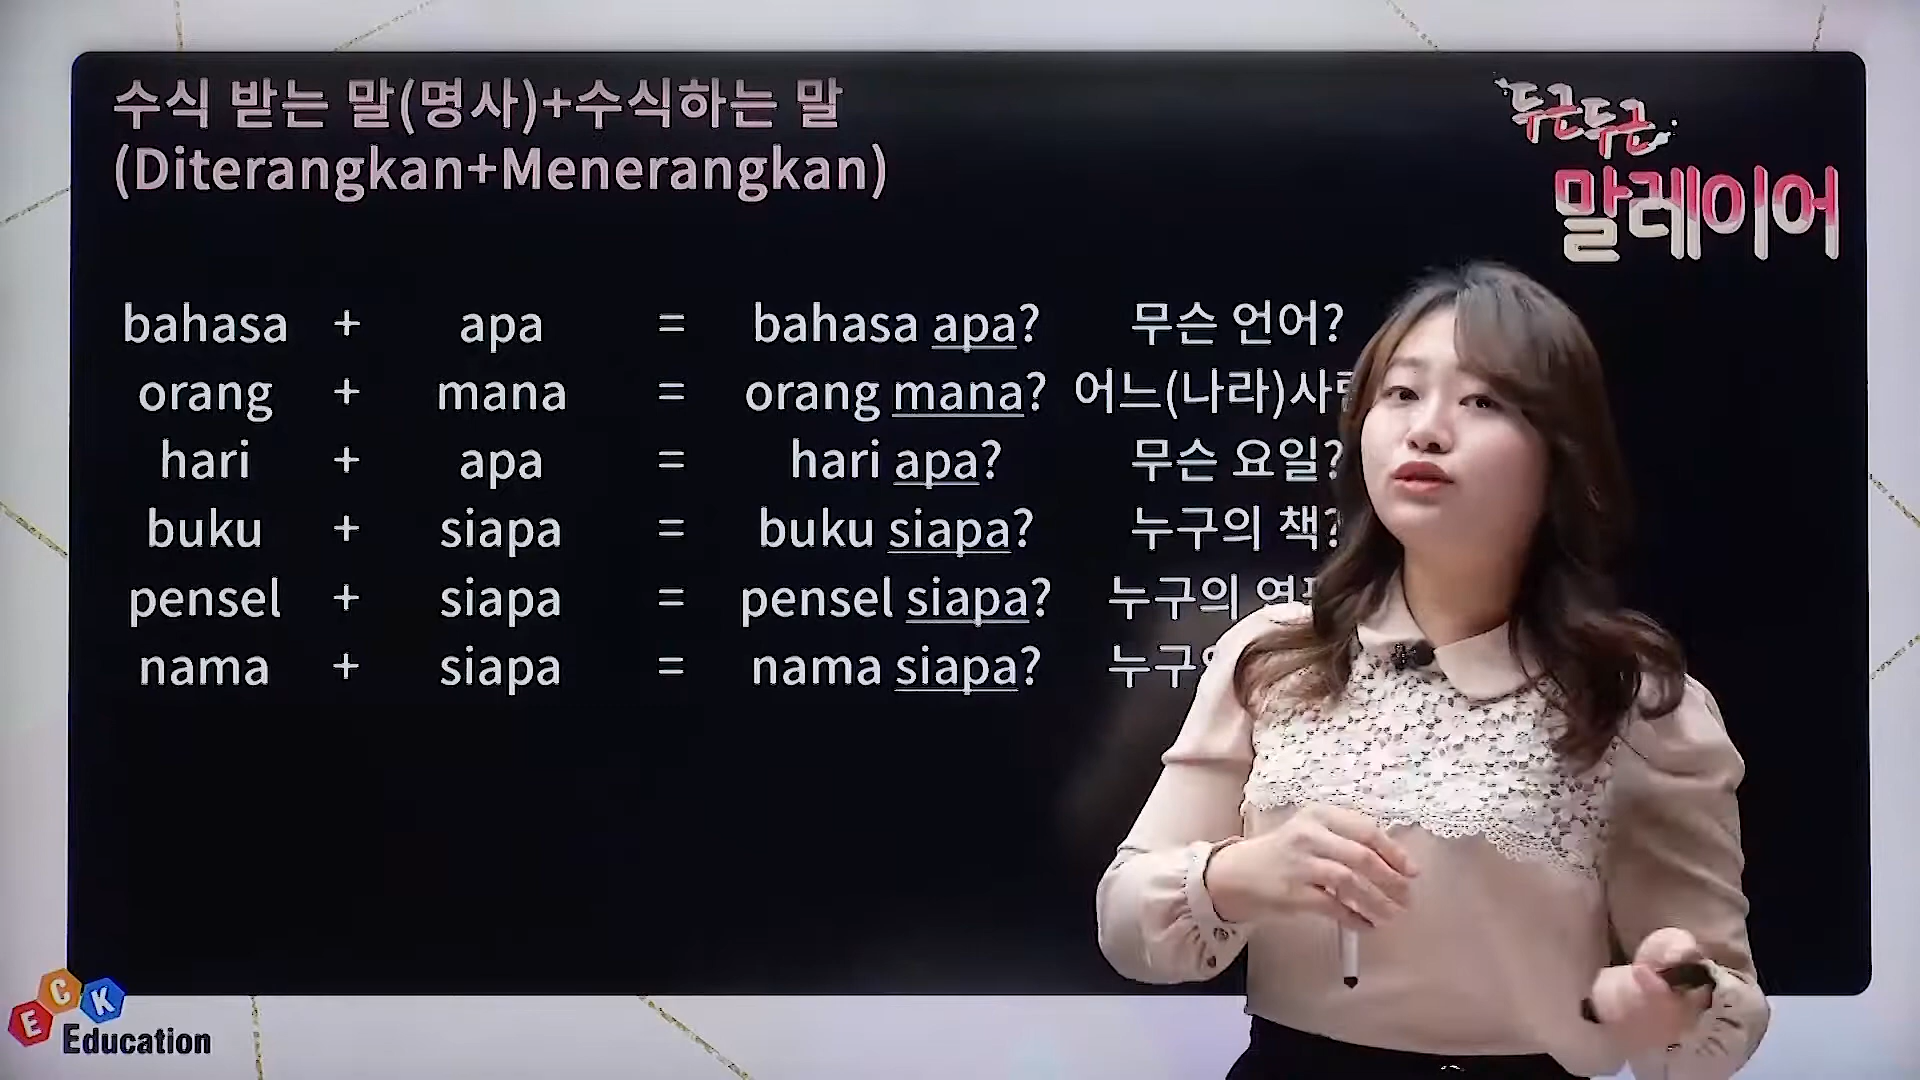 수식 받는 말(명사)+수식하는 말
(Diterangkan+Menerangkan)
두근두근
말레이어
bahasa + apa = bahasa apa? 무슨 언어?
orang + mana = orang mana? 어느(나라)사
hari + apa = hari apa? 무슨 요일?
buku + siapa = buku siapa? 누구의 책?
pensel + siapa = pensel siapa? 누구의
nama + siapa = nama siapa?
ECK
Education